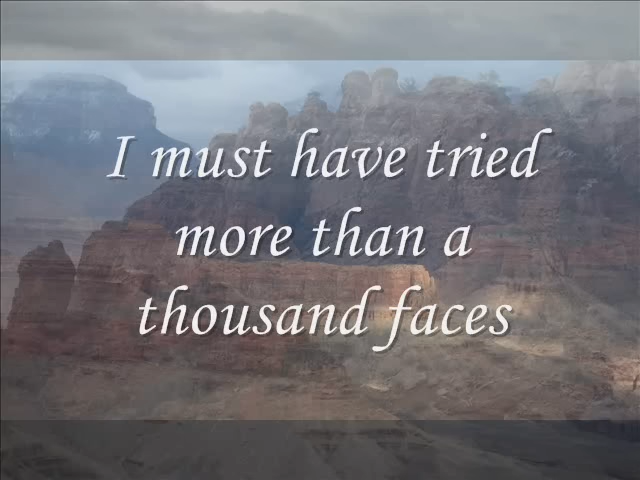 I must have tried
more than a
thousand faces